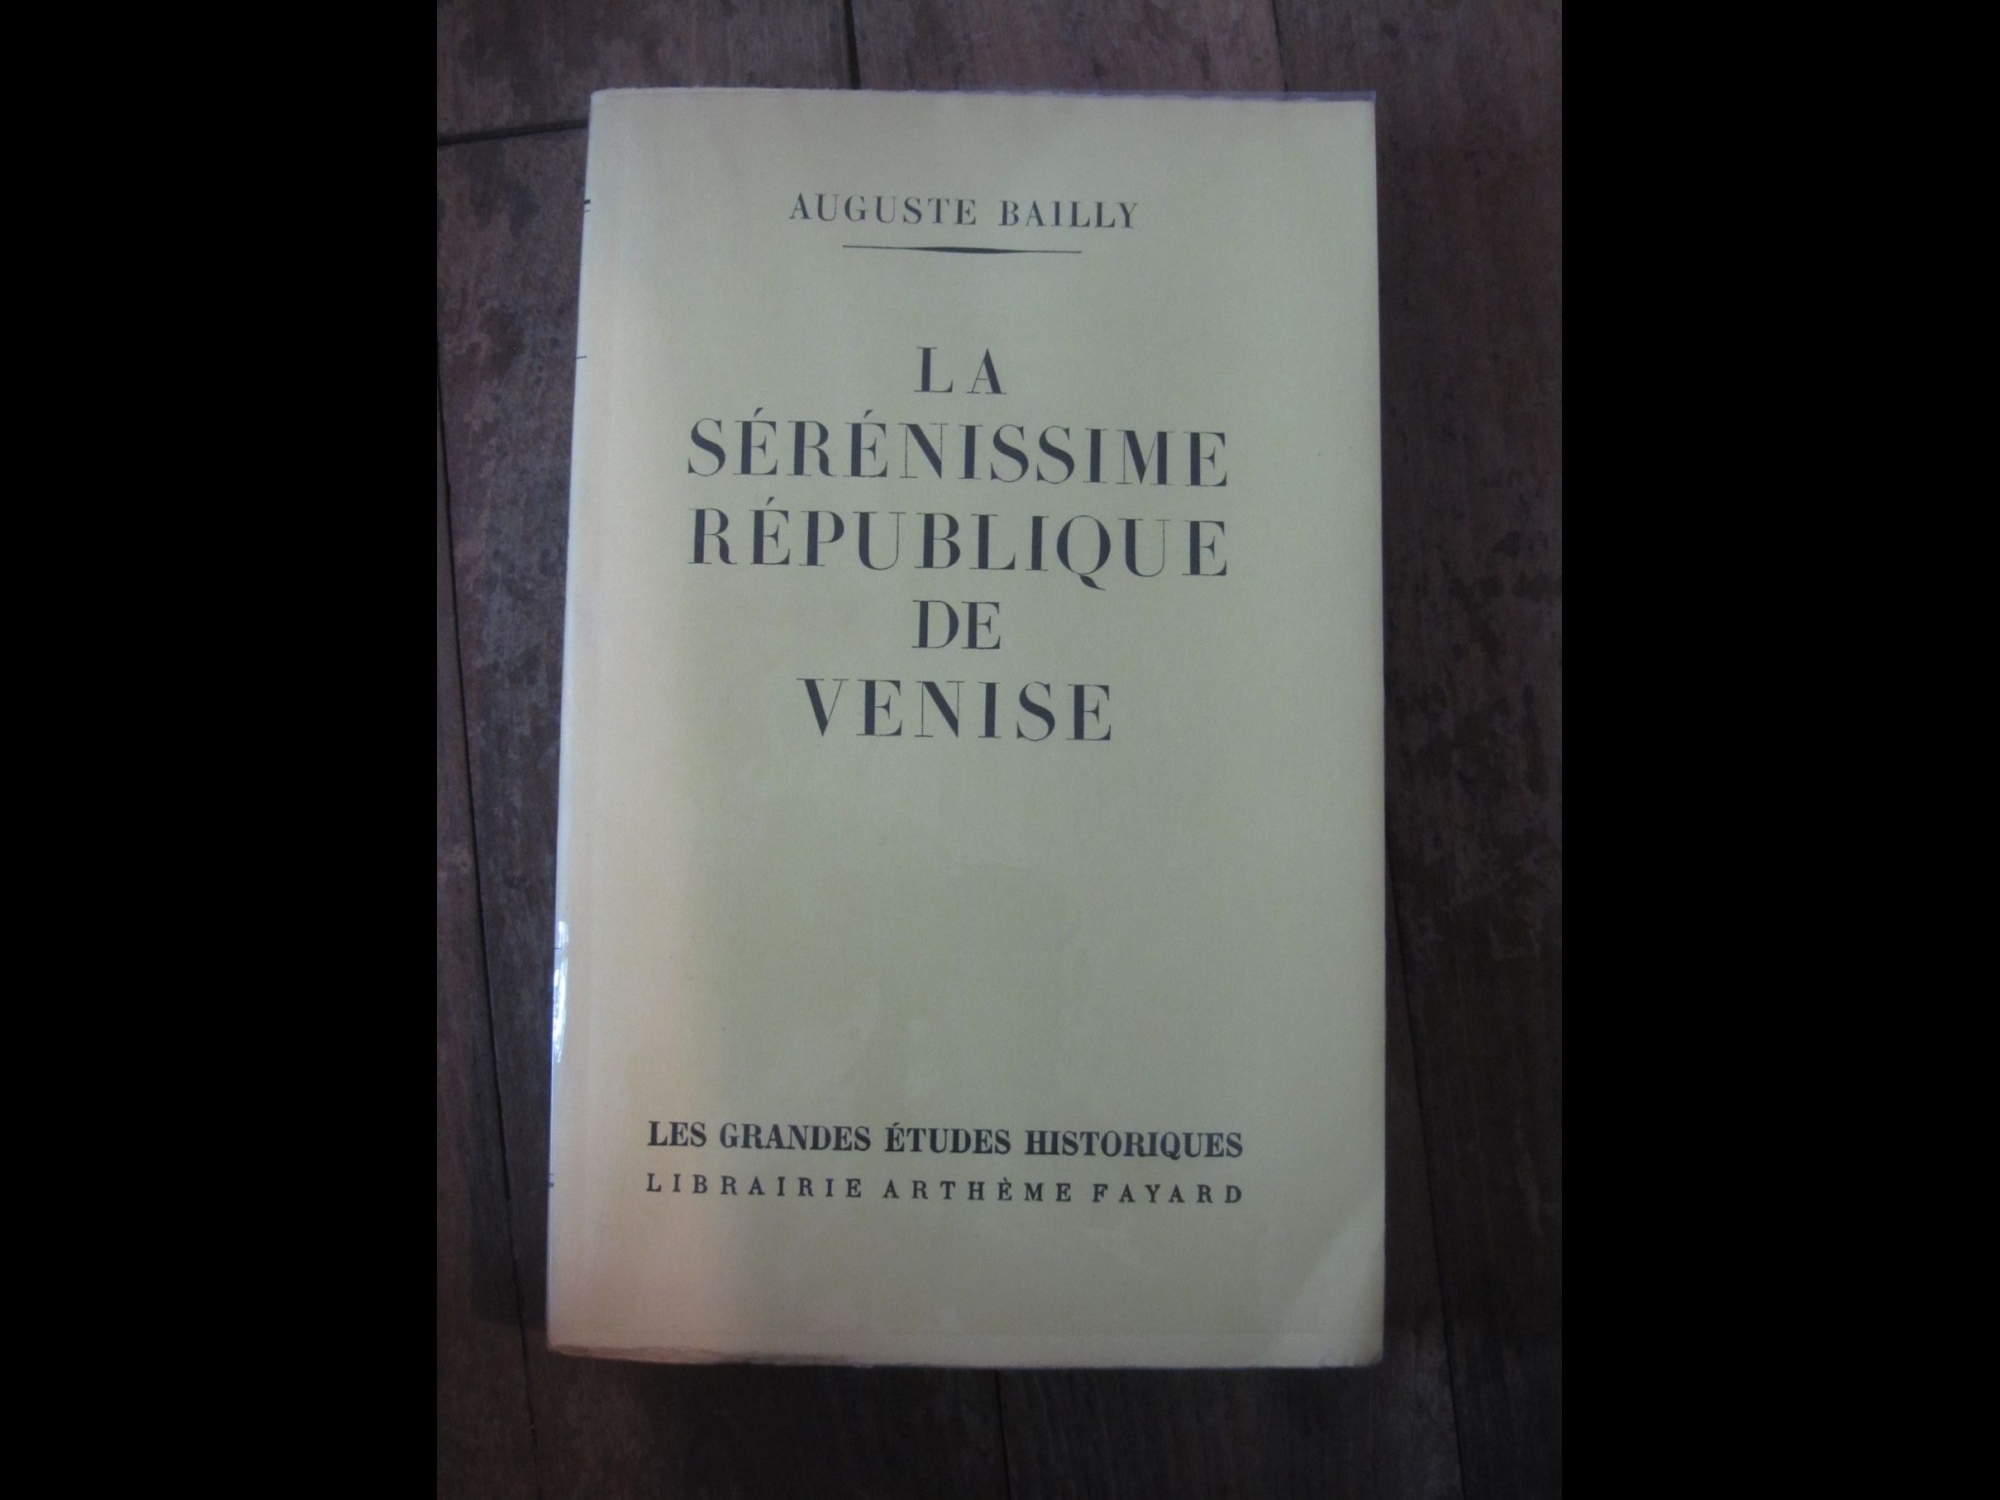 AUGUSTE BAILLY
LA
SÉRÉNISSIME
RÉPUBLIQUE
DE
VENISE
LES GRANDES ÉTUDES HISTORIQUES
LIBRAIRIE ARTHÈME FAYARD